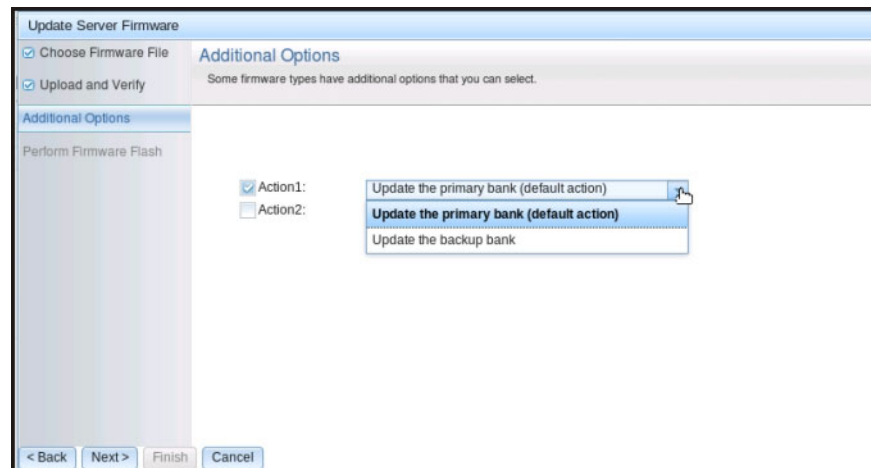 Update Server Firmware
Choose Firmware File
Upload and Verify
Additional Options
Perform Firmware Flash
Additional Options
Some firmware types have additional options that you can select.
Action1:
Update the primary bank (default action)
Action2:
Update the primary bank (default action)
Update the backup bank
< Back
Next >
Finish
Cancel